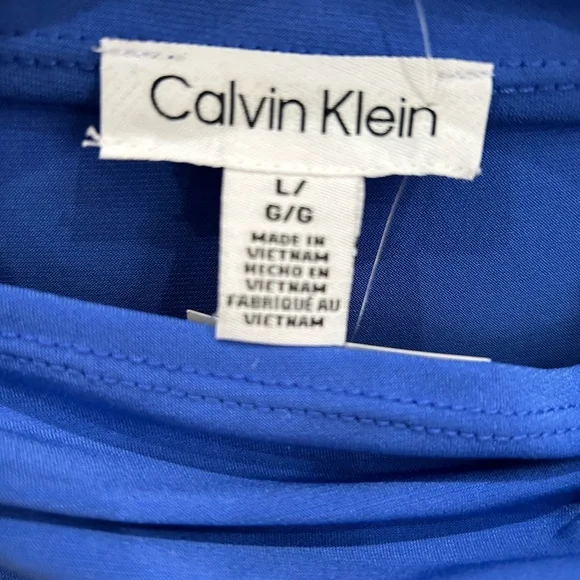 Calvin Klein
L/
G/G
MADE IN
VIETNAM
HECHO EN
VIETNAM
FABRIQUÉ AU
VIETNAM